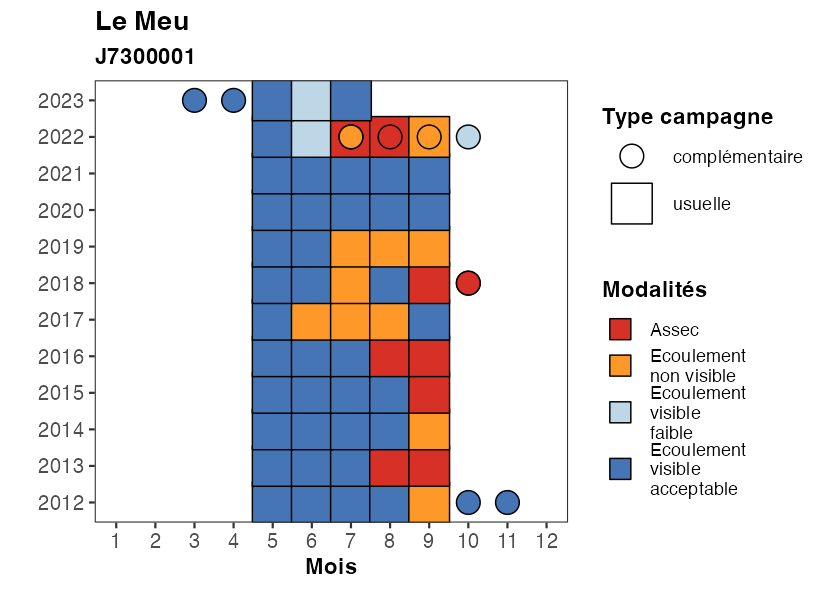 Le Meu
J7300001
2023
2022
2021
2020
2019
2018
2017
2016
2015
2014
2013
2012
1 2 3 4 5 6 7 8 9 10 11 12
Mois
Type campagne
complémentaire
usuelle
Modalités
Assec
Ecoulement
non visible
Ecoulement
visible
faible
Ecoulement
visible
acceptable